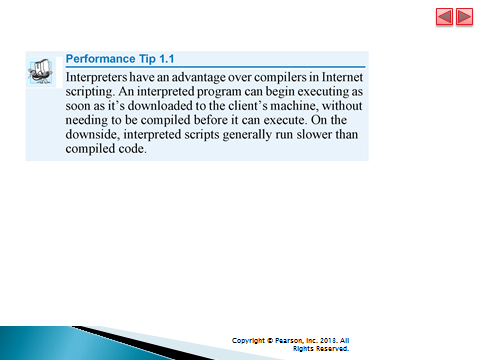 Performance Tip 1.1
Interpreters have an advantage over compilers in Internet
scripting. An interpreted program can begin executing as
soon as it’s downloaded to the client’s machine, without
needing to be compiled before it can execute. On the
downside, interpreted scripts generally run slower than
compiled code.
Copyright © Pearson, Inc. 2013. All
Rights Reserved.